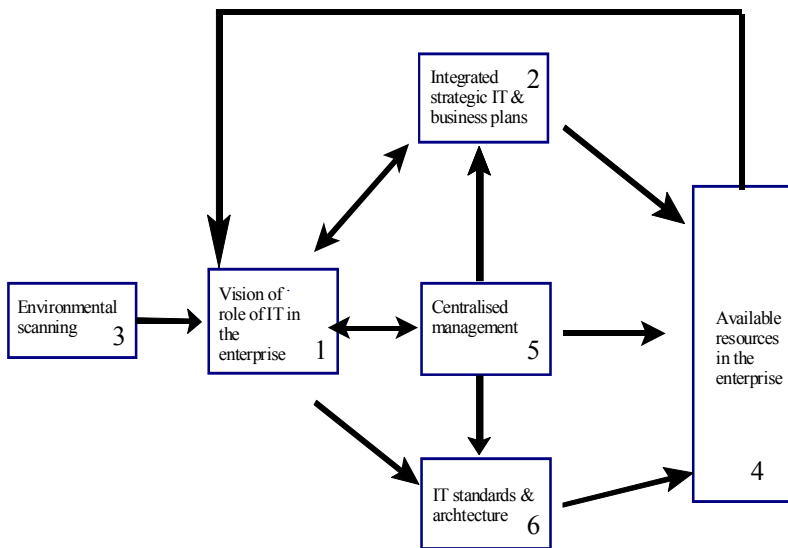 Integrated
strategic IT &
business plans
2
Environmental
scanning
3
Vision of
role of IT in
the
enterprise
1
Centralised
management
5
Available
resources
in the
enterprise
4
IT standards &
archtecture
6